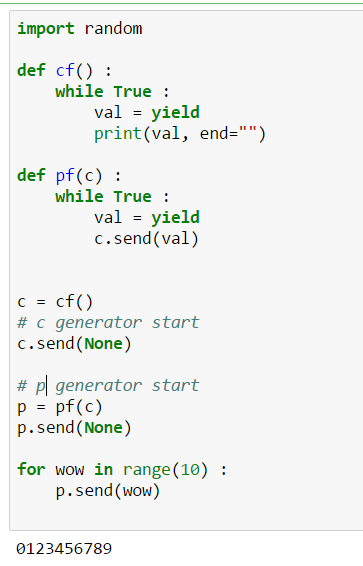 import random
def cf() :
    while True :
        val = yield
        print(val, end="")
def pf(c) :
    while True :
        val = yield
        c.send(val)
c = cf()
# c generator start
c.send(None)
# p generator start
p = pf(c)
p.send(None)
for wow in range(10) :
    p.send(wow)
0123456789